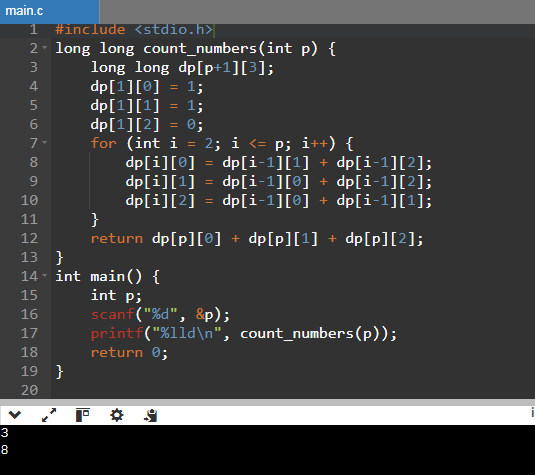 main.c
1 #include <stdio.h>
2 long long count_numbers(int p) {
3 long long dp[p+1][3];
4 dp[1][0] = 1;
5 dp[1][1] = 1;
6 dp[1][2] = 0;
7 for (int i = 2; i <= p; i++) {
8 dp[i][0] = dp[i-1][1] + dp[i-1][2];
9 dp[i][1] = dp[i-1][0] + dp[i-1][2];
10 dp[i][2] = dp[i-1][0] + dp[i-1][1];
11 }
12 return dp[p][0] + dp[p][1] + dp[p][2];
13 }
14 int main() {
15 int p;
16 scanf("%d", &p);
17 printf("%lld\n", count_numbers(p));
18 return 0;
19 }
20
3
8